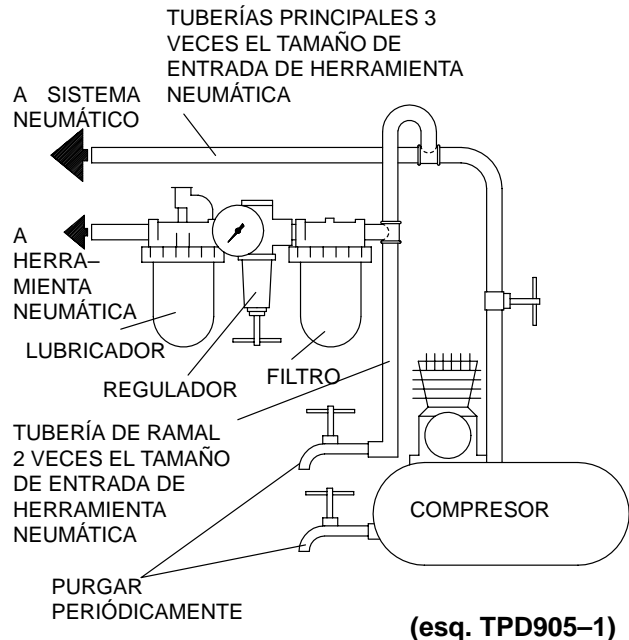 TUBERÍAS PRINCIPALES 3
VECES EL TAMAÑO DE
ENTRADA DE HERRAMIENTA
NEUMÁTICA
A SISTEMA
NEUMÁTICO
A
HERRA–
MIENTA
NEUMÁTICA
LUBRICADOR
REGULADOR
FILTRO
TUBERÍA DE RAMAL
2 VECES EL TAMAÑO
DE ENTRADA DE
HERRAMIENTA
NEUMÁTICA
COMPRESOR
PURGAR
PERIÓDICAMENTE
(esq. TPD905–1)